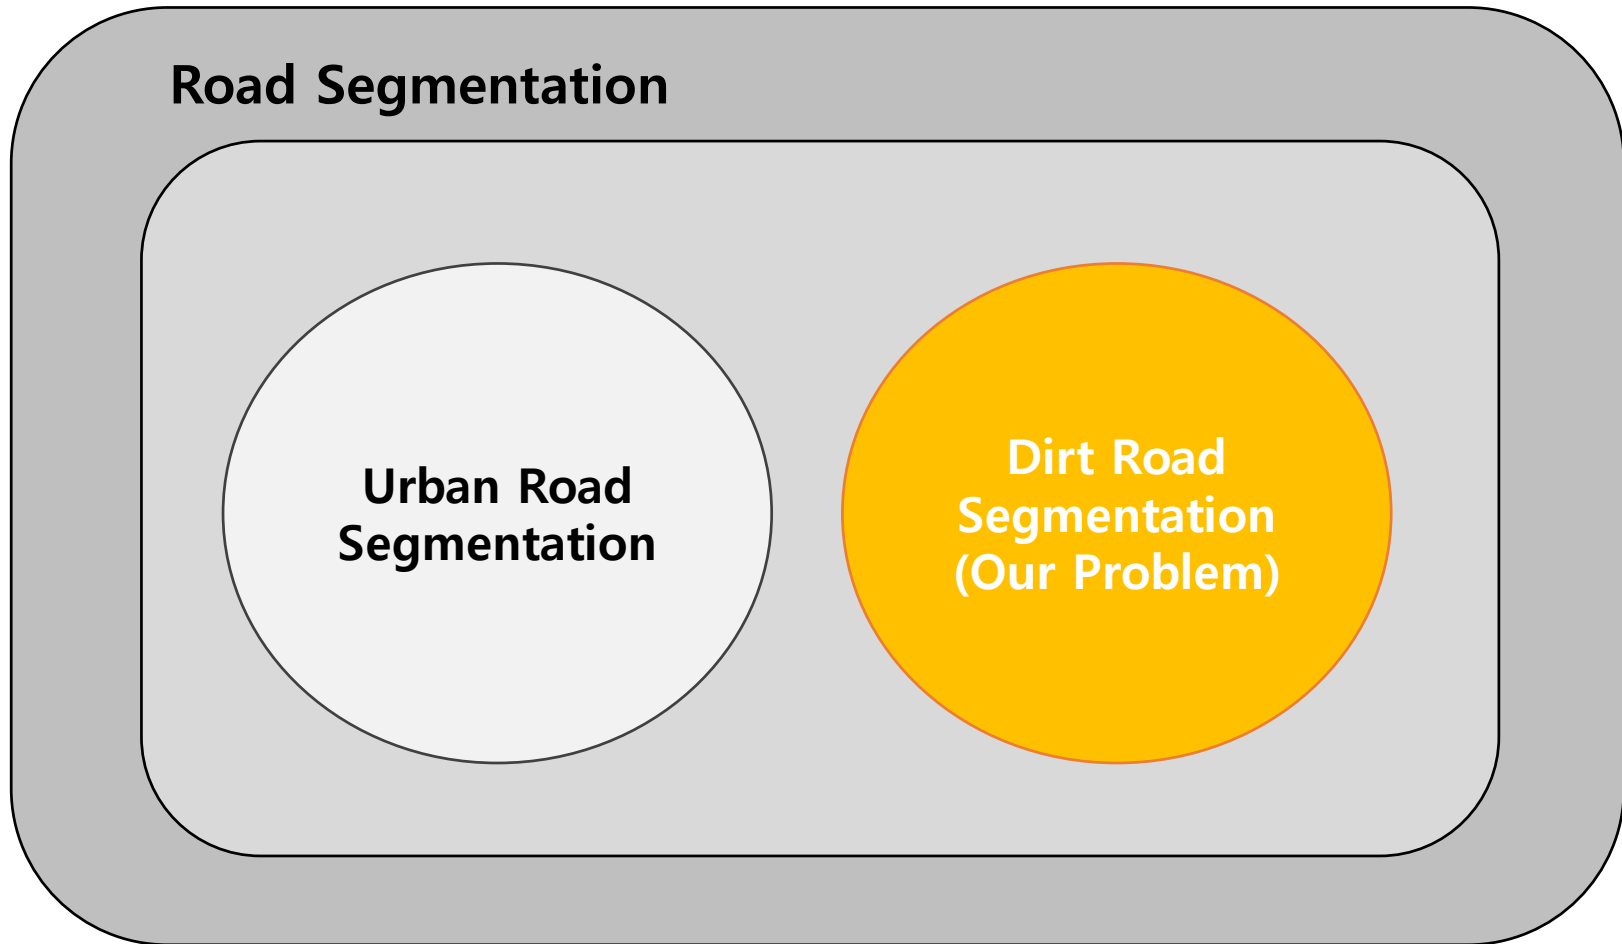 Road Segmentation
Urban Road
Segmentation
Dirt Road
Segmentation
(Our Problem)